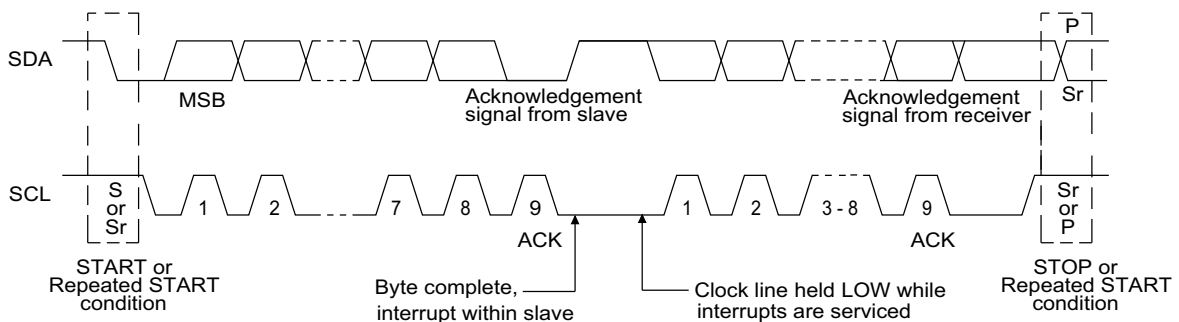 P
SDA
MSB
Acknowledgement
signal from slave
Acknowledgement
signal from receiver
Sr
SCL
S
or
Sr
1
2
7
8
9
1
2
3 - 8
9
Sr
or
P
ACK
ACK
START or
Repeated START
condition
Byte complete,
interrupt within slave
Clock line held LOW while
interrupts are serviced
STOP or
Repeated START
condition